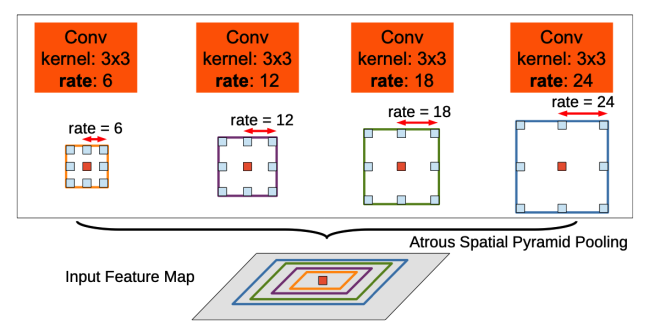 Conv
kernel: 3x3
rate: 6
Conv
kernel: 3x3
rate: 12
Conv
kernel: 3x3
rate: 18
Conv
kernel: 3x3
rate: 24
rate = 6
rate = 12
rate = 18
rate = 24
Atrous Spatial Pyramid Pooling
Input Feature Map